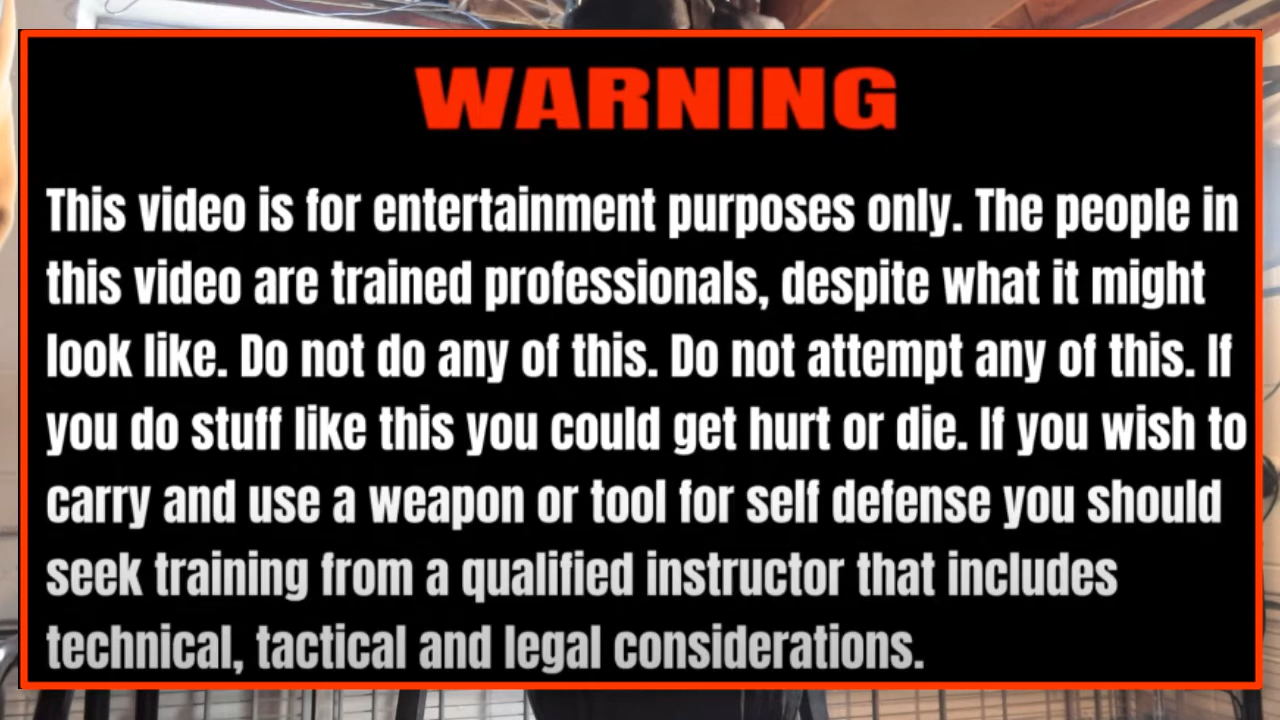 WARNING
This video is for entertainment purposes only. The people in
this video are trained professionals, despite what it might
look like. Do not do any of this. Do not attempt any of this. If
you do stuff like this you could get hurt or die. If you wish to
carry and use a weapon or tool for self defense you should
seek training from a qualified instructor that includes
technical, tactical and legal considerations.